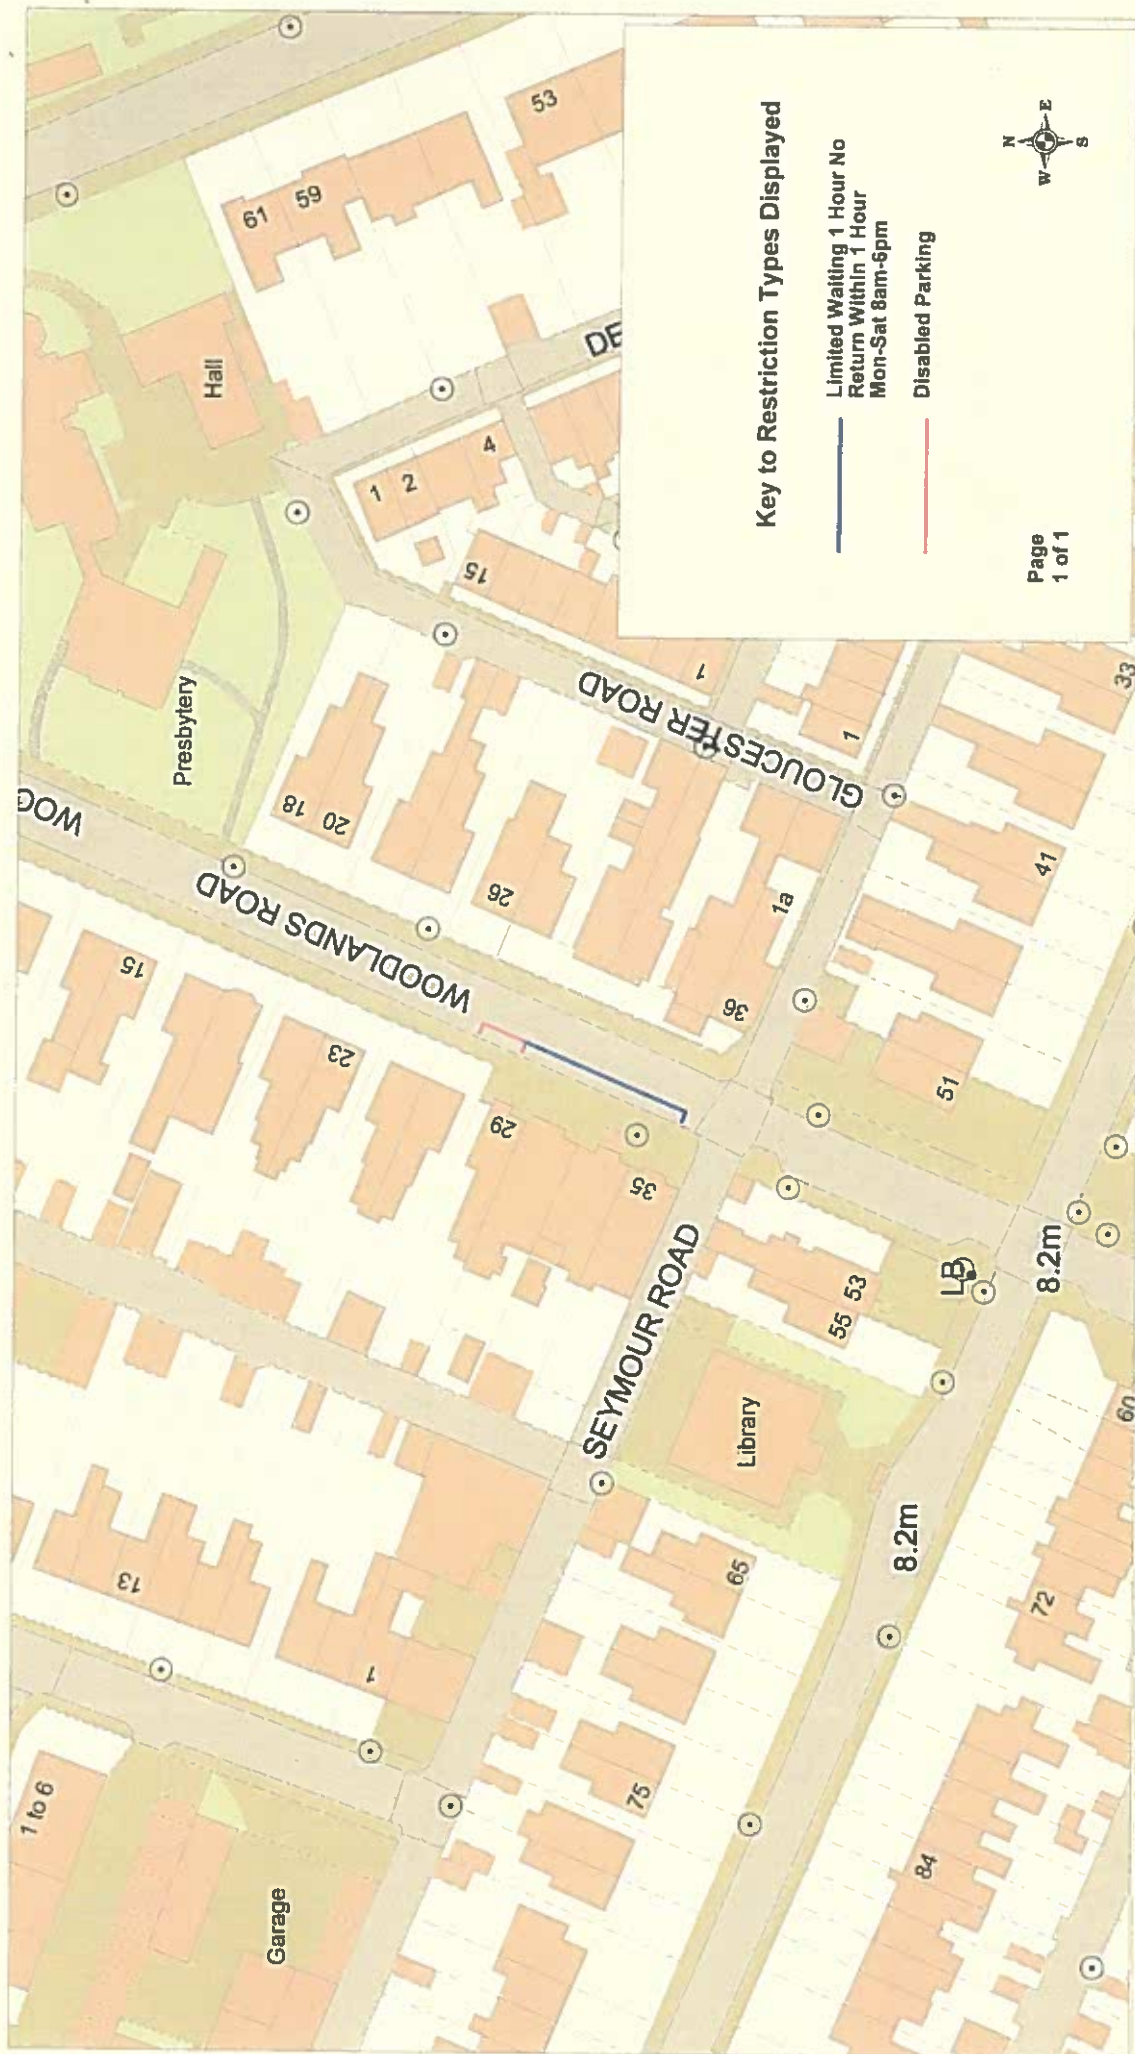 Key to Restriction Types Displayed
Limited Waiting 1 Hour No
Return Within 1 Hour
Mon-Sat 8am-6pm
Disabled Parking
Page
1 of 1
N
E
S
W
WOODLANDS ROAD
WOO
GLOUCESTER ROAD
SEYMOUR ROAD
DE
Presbytery
Hall
Library
Garage
LB
8.2m
8.2m
1 to 6
13
1
15
23
29
35
18
20
26
36
1a
61
59
53
1
2
4
15
1
1
33
41
51
53
55
65
75
60
72
84